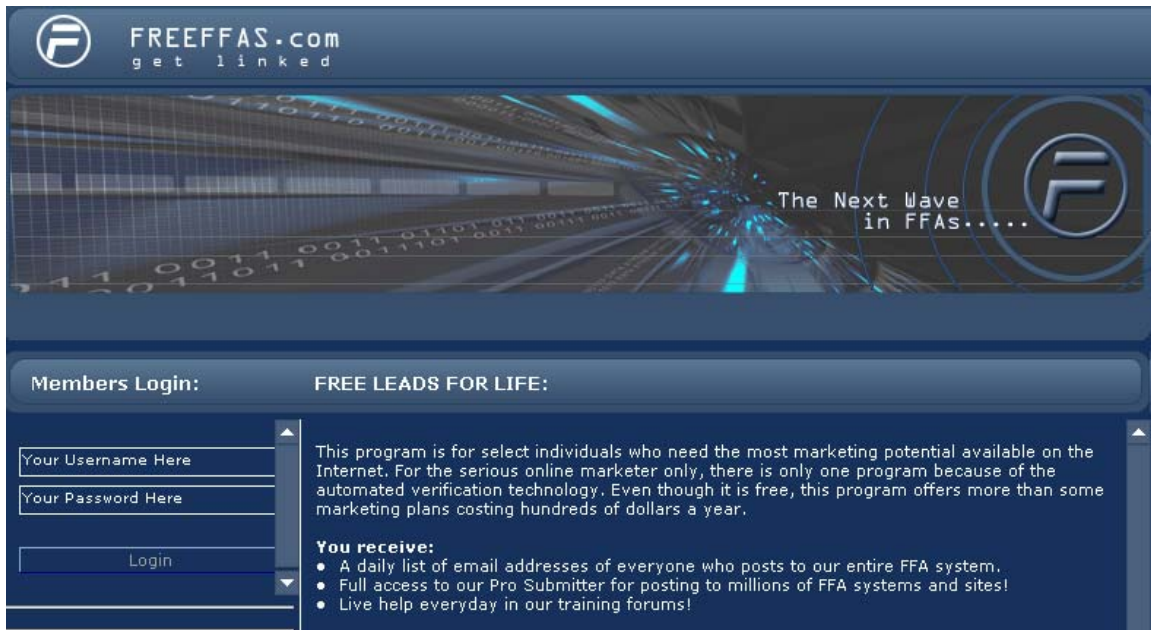 FREEFFAS.com
get linked
The Next Wave
in FFAs.....
Members Login:
FREE LEADS FOR LIFE:
Your Username Here
Your Password Here
Login
This program is for select individuals who need the most marketing potential available on the
Internet. For the serious online marketer only, there is only one program because of the
automated verification technology. Even though it is free, this program offers more than some
marketing plans costing hundreds of dollars a year.
You receive:
● A daily list of email addresses of everyone who posts to our entire FFA system.
● Full access to our Pro Submitter for posting to millions of FFA systems and sites!
● Live help everyday in our training forums!